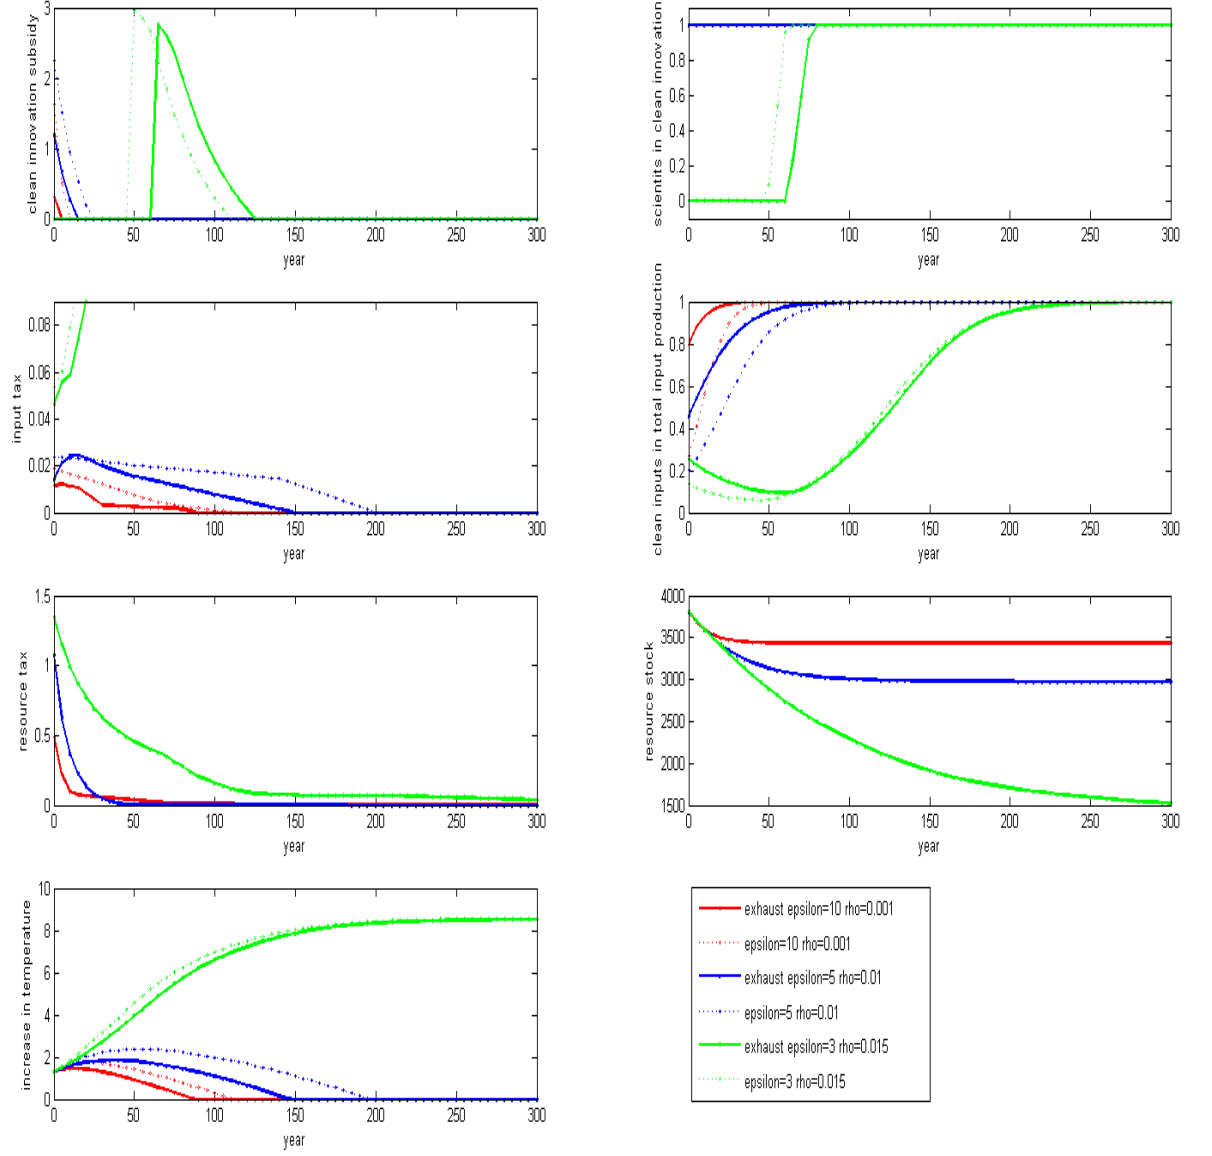 clean innovation subsidy
3
2
1
0
0 50 100 150 200 250 300
year
scientits in clean innovation
1
0.8
0.6
0.4
0.2
0
0 50 100 150 200 250 300
year
input tax
0.08
0.06
0.04
0.02
0
0 50 100 150 200 250 300
year
clean inputs in total input production
1
0.8
0.6
0.4
0.2
0
0 50 100 150 200 250 300
year
resource tax
1.5
1
0.5
0
0 50 100 150 200 250 300
year
resource stock
4000
3500
3000
2500
2000
1500
0 50 100 150 200 250 300
year
increase in temperature
10
8
6
4
2
0
0 50 100 150 200 250 300
year
exhaust epsilon=10 rho=0.001
epsilon=10 rho=0.001
exhaust epsilon=5 rho=0.01
epsilon=5 rho=0.01
exhaust epsilon=3 rho=0.015
epsilon=3 rho=0.015